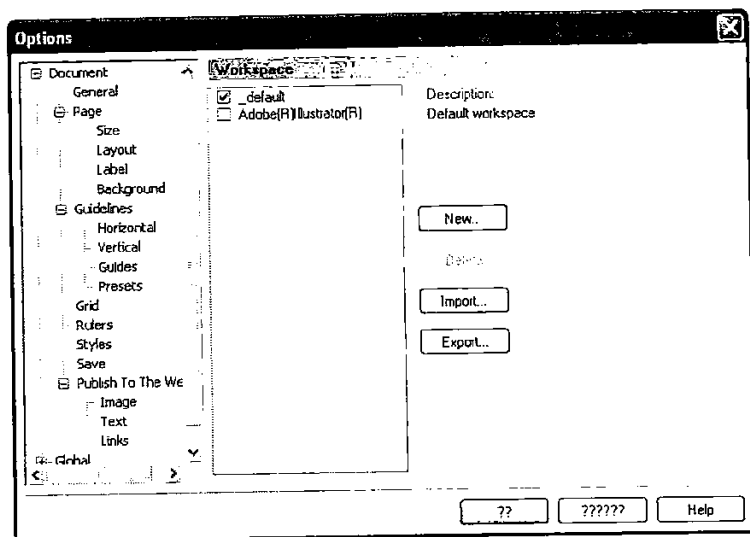 Options
Document
General
Page
Size
Layout
Label
Background
Guidelines
Horizontal
Vertical
Guides
Presets
Grid
Rulers
Styles
Save
Publish To The We
Image
Text
Links
Global
Workspace
_default
Adobe(R)Illustrator(R)
Description:
Default workspace
New...
Delete
Import...
Export...
??
??????
Help